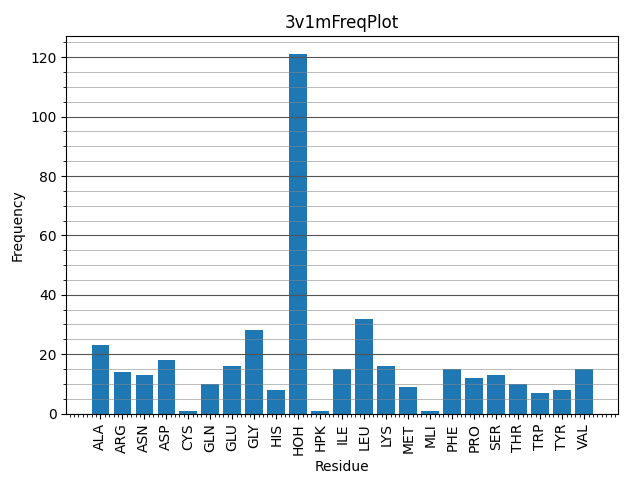 3v1mFreqPlot
120
100
80
60
40
20
0
Frequency
ALA ARG ASN ASP CYS GLN GLU GLY HIS HOH HPK ILE LEU LYS MET MLI PHE PRO SER THR TRP TYR VAL
Residue